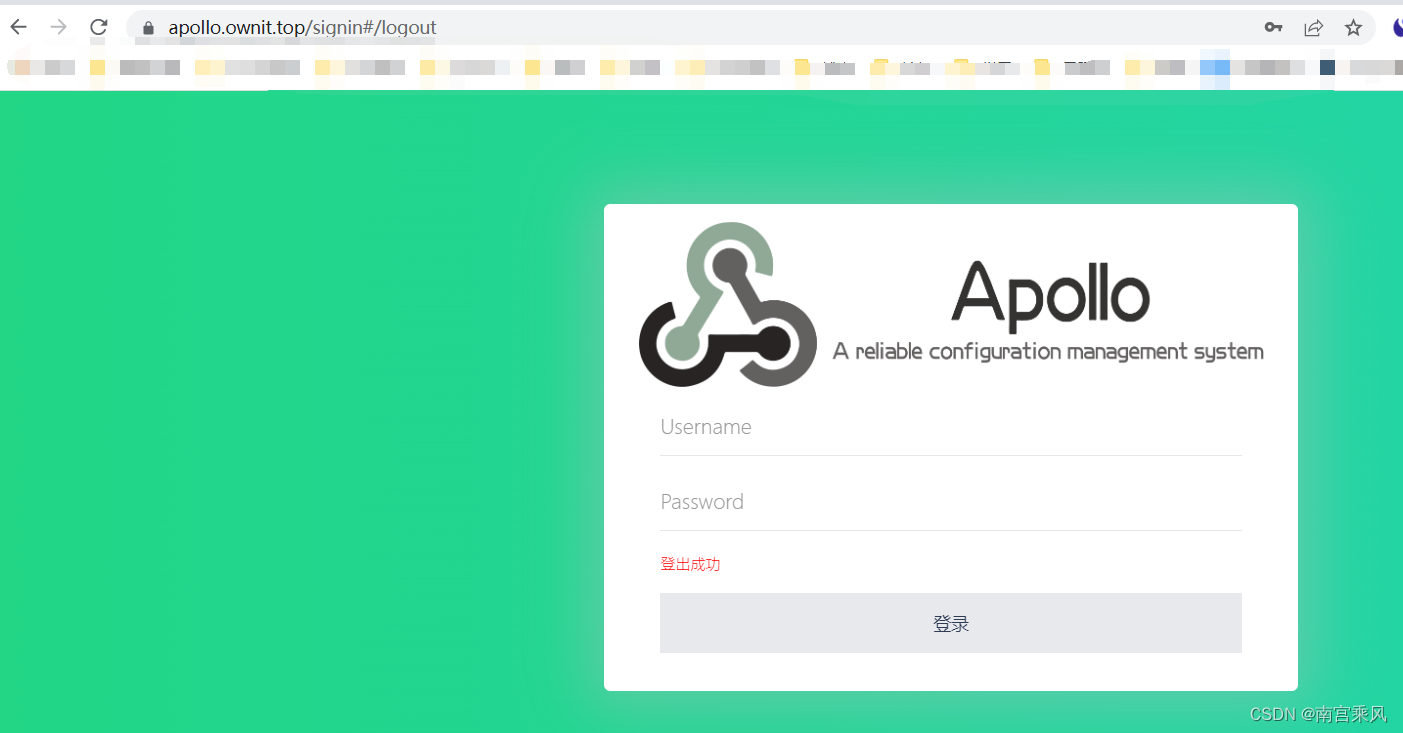 apollo.ownit.top/signin#/logout
Apollo
A reliable configuration management system
Username
Password
登出成功
登录
CSDN @南宫乘风